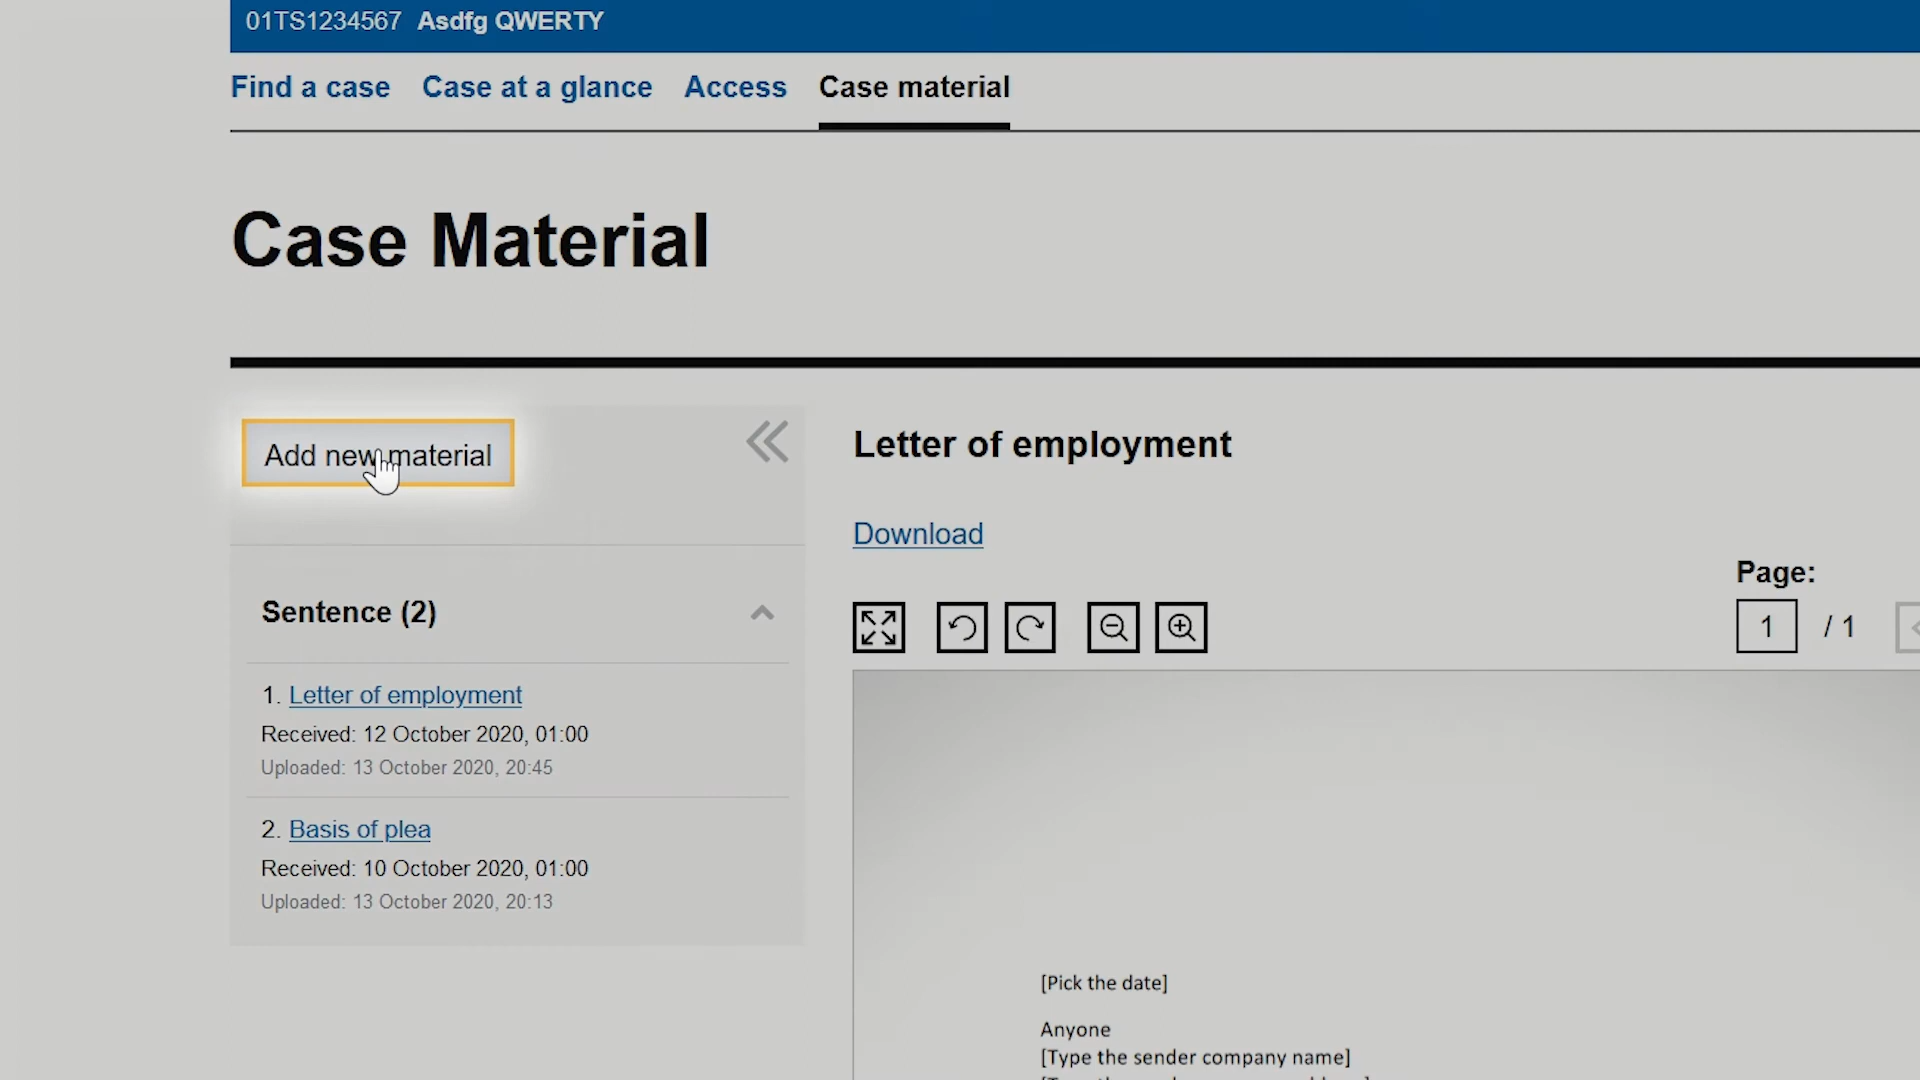 01TS1234567 Asdfg QWERTY
Find a case Case at a glance Access Case material
Case Material
Add new material
Letter of employment
Download
Page:
1 / 1
Sentence (2)
1. Letter of employment
Received: 12 October 2020, 01:00
Uploaded: 13 October 2020, 20:45
2. Basis of plea
Received: 10 October 2020, 01:00
Uploaded: 13 October 2020, 20:13
[Pick the date]
Anyone
[Type the sender company name]